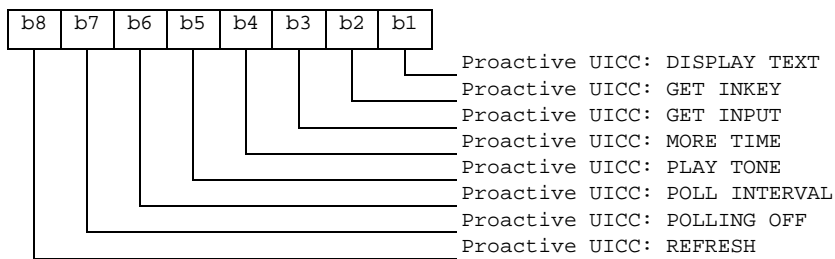 b8 b7 b6 b5 b4 b3 b2 b1
Proactive UICC: DISPLAY TEXT
Proactive UICC: GET INKEY
Proactive UICC: GET INPUT
Proactive UICC: MORE TIME
Proactive UICC: PLAY TONE
Proactive UICC: POLL INTERVAL
Proactive UICC: POLLING OFF
Proactive UICC: REFRESH